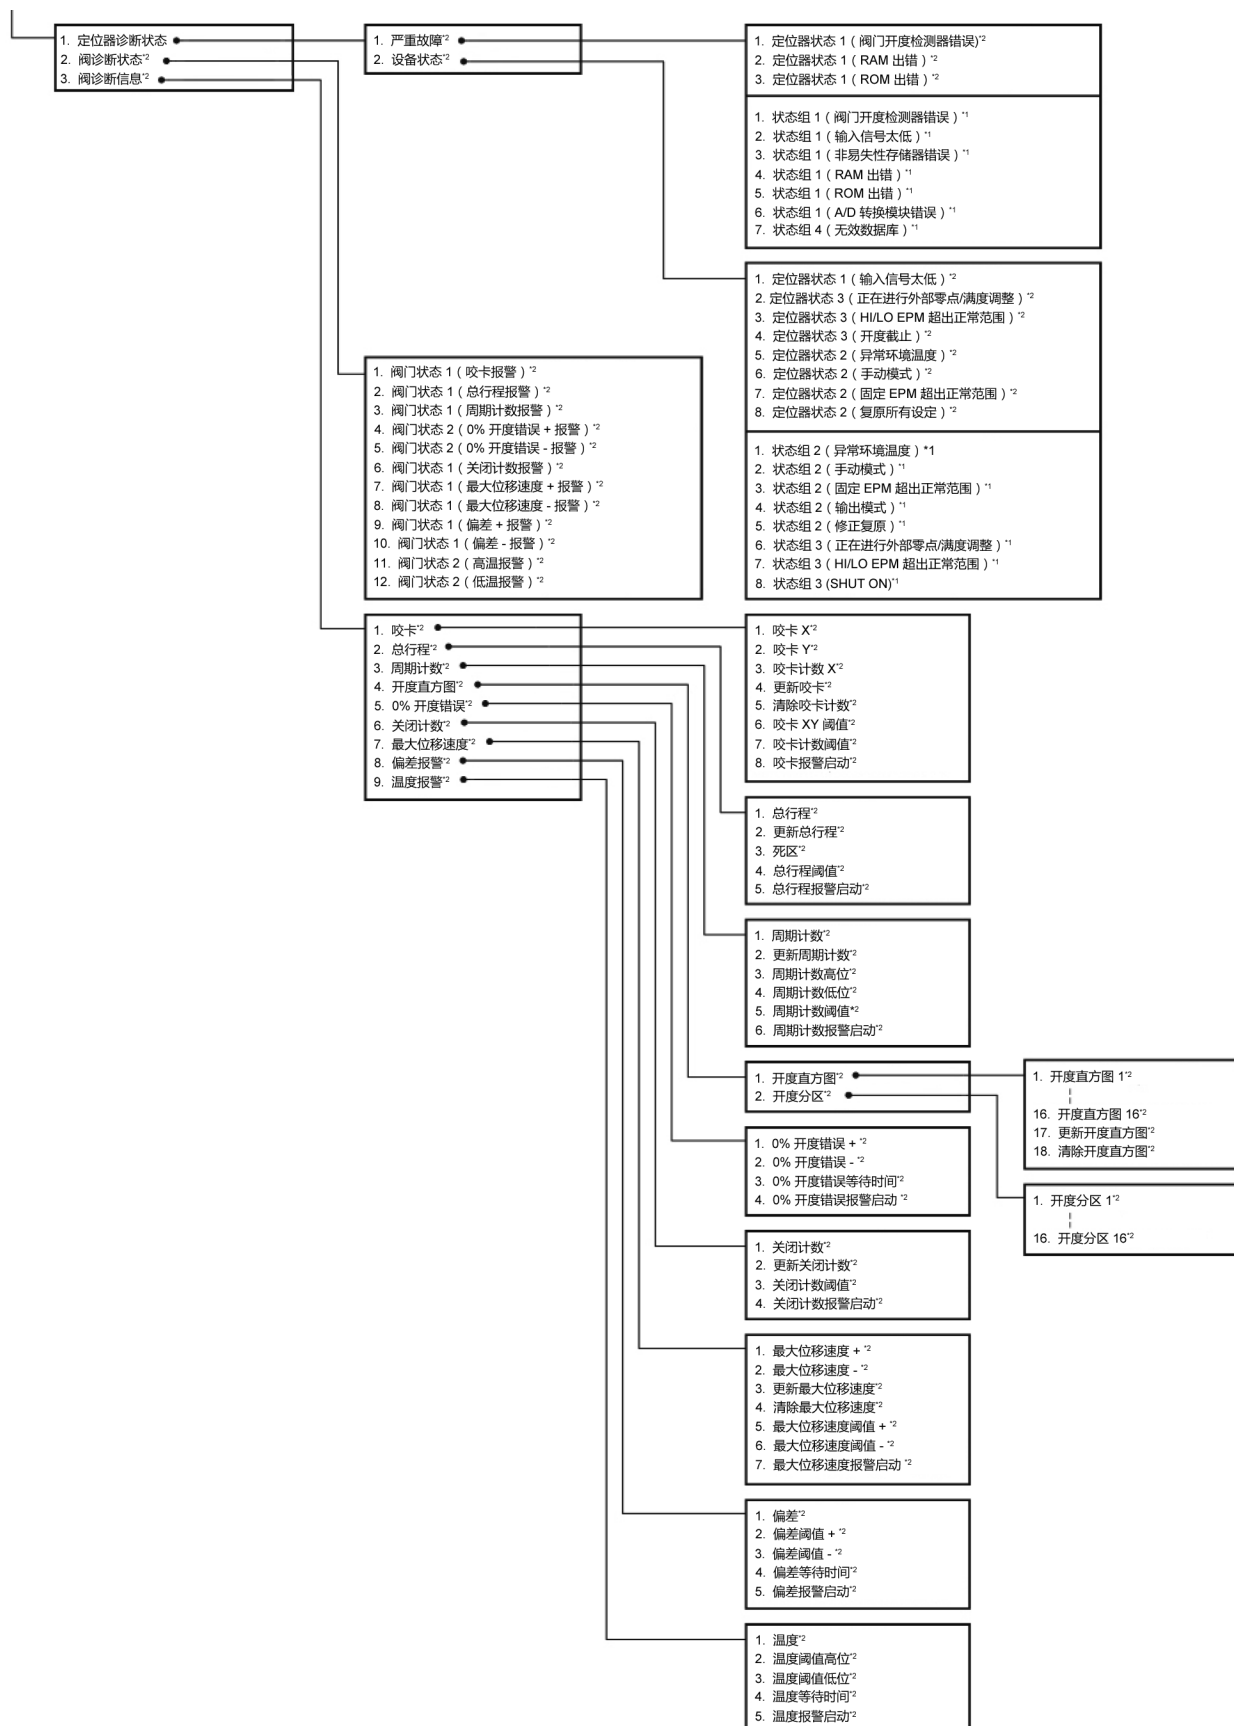 1. 定位器诊断状态
2. 阀诊断状态*2
3. 阀诊断信息*2
1. 严重故障*2
2. 设备状态*2
1. 定位器状态 1 ( 阀门开度检测器错误)*2
2. 定位器状态 1 ( RAM 出错 ) *2
3. 定位器状态 1 ( ROM 出错 ) *2
1. 状态组 1 ( 阀门开度检测器错误 ) *1
2. 状态组 1 ( 输入信号太低 ) *1
3. 状态组 1 ( 非易失性存储器错误 ) *1
4. 状态组 1 ( RAM 出错 ) *1
5. 状态组 1 ( ROM 出错 ) *1
6. 状态组 1 ( A/D 转换模块错误 ) *1
7. 状态组 4 ( 无效数据库 ) *1
1. 定位器状态 1 ( 输入信号太低 ) *2
2. 定位器状态 3 ( 正在进行外部零点/满度调整 ) *2
3. 定位器状态 3 ( HI/LO EPM 超出正常范围 ) *2
4. 定位器状态 3 ( 开度截止 ) *2
5. 定位器状态 2 ( 异常环境温度 ) *2
6. 定位器状态 2 ( 手动模式 ) *2
7. 定位器状态 2 ( 固定 EPM 超出正常范围 ) *2
8. 定位器状态 2 ( 复原所有设定 ) *2
1. 状态组 2 ( 异常环境温度 ) *1
2. 状态组 2 ( 手动模式 ) *1
3. 状态组 2 ( 固定 EPM 超出正常范围 ) *1
4. 状态组 2 ( 输出模式 ) *1
5. 状态组 2 ( 修正复原 ) *1
6. 状态组 3 ( 正在进行外部零点/满度调整 ) *1
7. 状态组 3 ( HI/LO EPM 超出正常范围 ) *1
8. 状态组 3 (SHUT ON)*1
1. 阀门状态 1 ( 咬卡报警 ) *2
2. 阀门状态 1 ( 总行程报警 ) *2
3. 阀门状态 1 ( 周期计数报警 ) *2
4. 阀门状态 2 ( 0% 开度错误 + 报警 ) *2
5. 阀门状态 2 ( 0% 开度错误 - 报警 ) *2
6. 阀门状态 1 ( 关闭计数报警 ) *2
7. 阀门状态 1 ( 最大位移速度 + 报警 ) *2
8. 阀门状态 1 ( 最大位移速度 - 报警 ) *2
9. 阀门状态 1 ( 偏差 + 报警 ) *2
10. 阀门状态 1 ( 偏差 - 报警 ) *2
11. 阀门状态 2 ( 高温报警 ) *2
12. 阀门状态 2 ( 低温报警 ) *2
1. 咬卡*2
2. 总行程*2
3. 周期计数*2
4. 开度直方图*2
5. 0% 开度错误*2
6. 关闭计数*2
7. 最大位移速度*2
8. 偏差报警*2
9. 温度报警*2
1. 咬卡 X*2
2. 咬卡 Y*2
3. 咬卡计数 X*2
4. 更新咬卡*2
5. 清除咬卡计数*2
6. 咬卡 XY 阈值*2
7. 咬卡计数阈值*2
8. 咬卡报警启动*2
1. 总行程*2
2. 更新总行程*2
3. 死区*2
4. 总行程阈值*2
5. 总行程报警启动*2
1. 周期计数*2
2. 更新周期计数*2
3. 周期计数高位*2
4. 周期计数低位*2
5. 周期计数阈值*2
6. 周期计数报警启动*2
1. 开度直方图*2
2. 开度分区*2
1. 开度直方图 1*2
16. 开度直方图 16*2
17. 更新开度直方图*2
18. 清除开度直方图*2
1. 开度分区 1*2
16. 开度分区 16*2
1. 0% 开度错误 + *2
2. 0% 开度错误 - *2
3. 0% 开度错误等待时间*2
4. 0% 开度错误报警启动 *2
1. 关闭计数*2
2. 更新关闭计数*2
3. 关闭计数阈值*2
4. 关闭计数报警启动*2
1. 最大位移速度 + *2
2. 最大位移速度 - *2
3. 更新最大位移速度*2
4. 清除最大位移速度*2
5. 最大位移速度阈值 + *2
6. 最大位移速度阈值 - *2
7. 最大位移速度报警启动 *2
1. 偏差*2
2. 偏差阈值 + *2
3. 偏差阈值 - *2
4. 偏差等待时间*2
5. 偏差报警启动*2
1. 温度*2
2. 温度阈值高位*2
3. 温度阈值低位*2
4. 温度等待时间*2
5. 温度报警启动*2